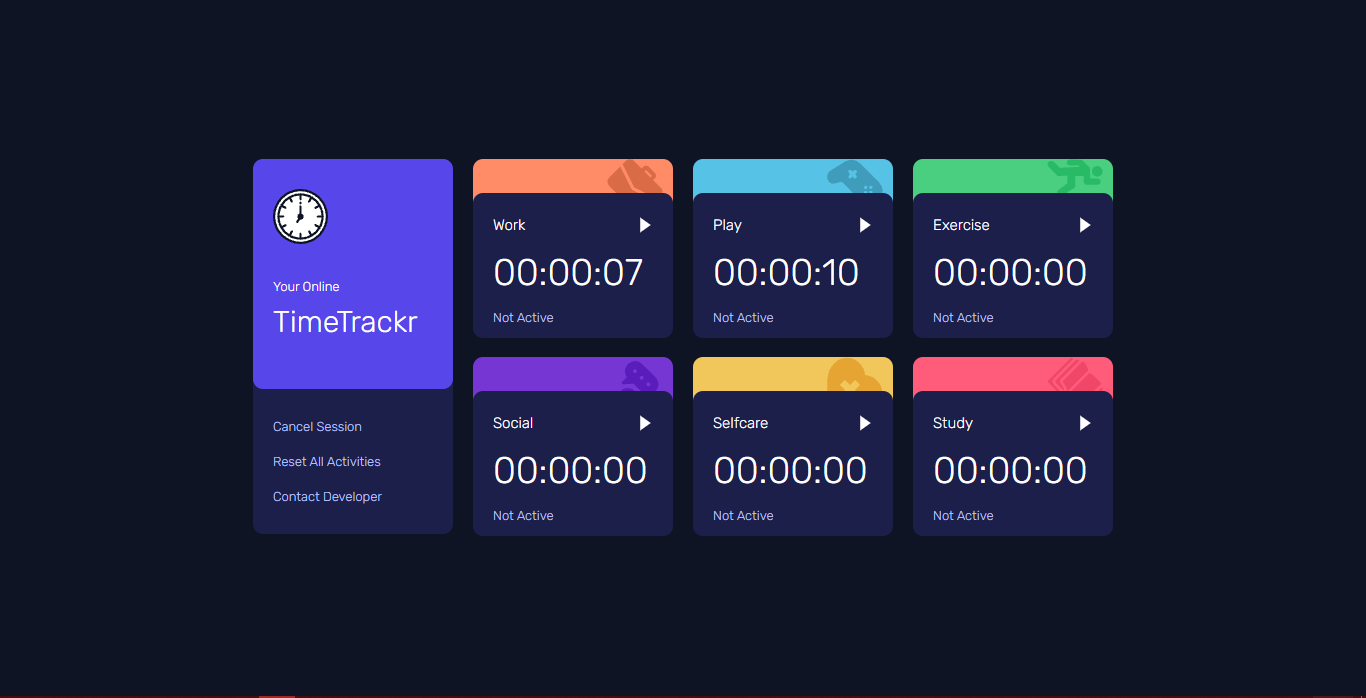 Your Online
TimeTrackr
Cancel Session
Reset All Activities
Contact Developer
Work
00:00:07
Not Active
Play
00:00:10
Not Active
Exercise
00:00:00
Not Active
Social
00:00:00
Not Active
Selfcare
00:00:00
Not Active
Study
00:00:00
Not Active